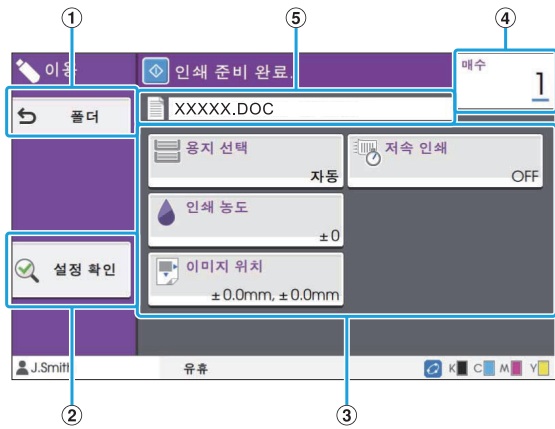 ① ⑤ ④
이용 인쇄 준비 완료. 매수
1
폴더 XXXXX.DOC
용지 선택 저속 인쇄
자동 OFF
인쇄 농도
±0
설정 확인 이미지 위치
±0.0mm, ±0.0mm
J.Smith 유휴 K C M Y
② ③